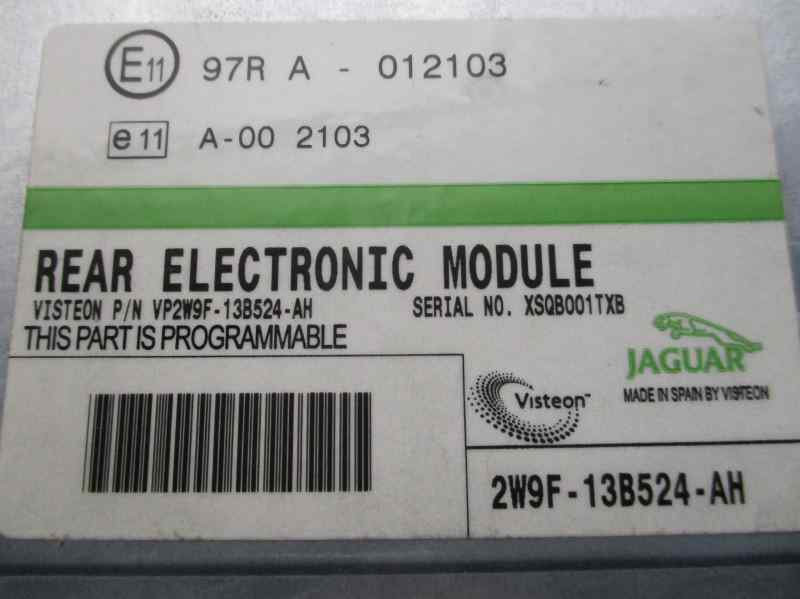 E11 97R A - 012103
e11 A-00 2103
REAR ELECTRONIC MODULE
VISTEON P/N VP2W9F-13B524-AH SERIAL NO. XSQB001TXB
THIS PART IS PROGRAMMABLE
JAGUAR
MADE IN SPAIN BY VISTEON
Visteon
2W9F-13B524-AH